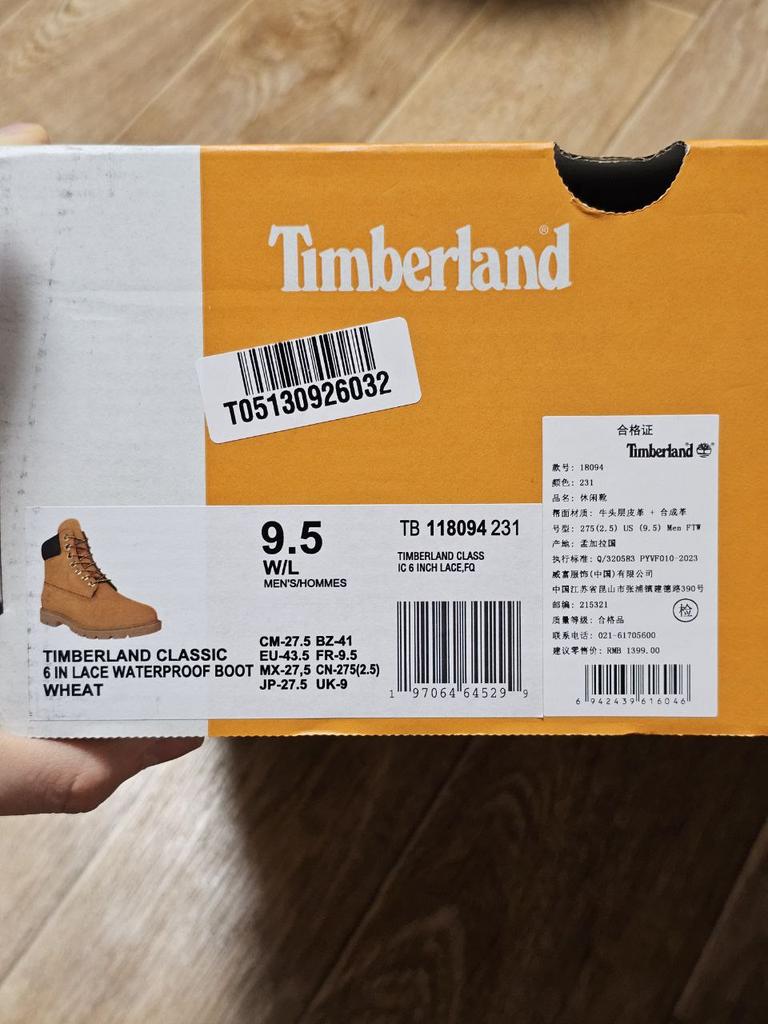 Timberland®
T05130926032
9.5
W/L
MEN'S/HOMMES
TB 118094 231
TIMBERLAND CLASS
IC 6 INCH LACE,FQ
TIMBERLAND CLASSIC
6 IN LACE WATERPROOF BOOT
WHEAT
CM-27.5 BZ-41
EU-43.5 FR-9.5
MX-27,5 CN-275(2.5)
JP-27.5 UK-9
1 97064 64529 9
合格证
Timberland®
款号: 18094
颜色: 231
品名: 休闲靴
帮面材质: 牛头层皮革 + 合成革
号型: 275(2.5) US (9.5) Men FTW
产地: 孟加拉国
执行标准: Q/320583 PYVF010-2023
威富服饰(中国)有限公司
中国江苏省昆山市张浦镇建德路390号
邮编: 215321
质量等级: 合格品
检
联系电话: 021-61705600
建议零售价: RMB 1399.00
6 942439 616046